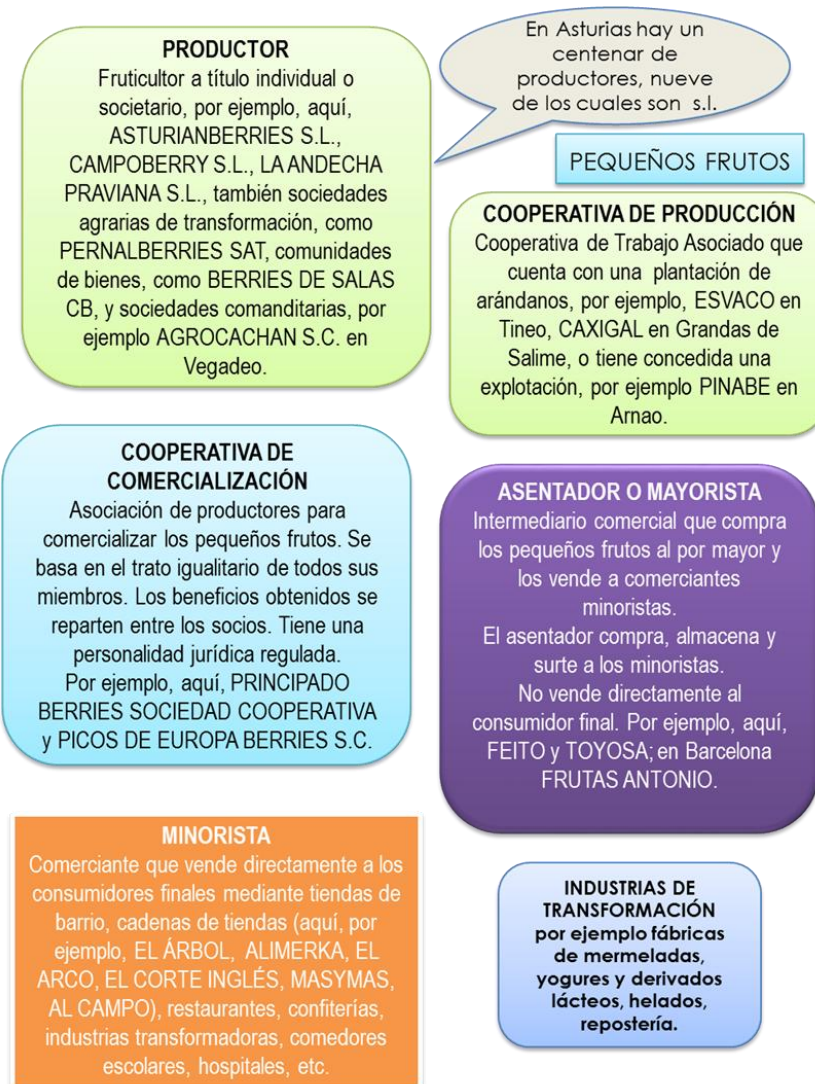 PRODUCTOR
Fruticultor a título individual o
societario, por ejemplo, aquí,
ASTURIANBERRIES S.L.,
CAMPOBERRY S.L., LA ANDECHA
PRAVIANA S.L., también sociedades
agrarias de transformación, como
PERNALBERRIES SAT, comunidades
de bienes, como BERRIES DE SALAS
CB, y sociedades comanditarias, por
ejemplo AGROCACHAN S.C. en
Vegadeo.
En Asturias hay un
centenar de
productores, nueve
de los cuales son s.l.
PEQUEÑOS FRUTOS
COOPERATIVA DE PRODUCCIÓN
Cooperativa de Trabajo Asociado que
cuenta con una plantación de
arándanos, por ejemplo, ESVACO en
Tineo, CAXIGAL en Grandas de
Salime, o tiene concedida una
explotación, por ejemplo PINABE en
Arnao.
COOPERATIVA DE
COMERCIALIZACIÓN
Asociación de productores para
comercializar los pequeños frutos. Se
basa en el trato igualitario de todos sus
miembros. Los beneficios obtenidos se
reparten entre los socios. Tiene una
personalidad jurídica regulada.
Por ejemplo, aquí, PRINCIPADO
BERRIES SOCIEDAD COOPERATIVA
y PICOS DE EUROPA BERRIES S.C.
ASENTADOR O MAYORISTA
Intermediario comercial que compra
los pequeños frutos al por mayor y
los vende a comerciantes
minoristas.
El asentador compra, almacena y
surte a los minoristas.
No vende directamente al
consumidor final. Por ejemplo, aquí,
FEITO y TOYOSA; en Barcelona
FRUTAS ANTONIO.
MINORISTA
Comerciante que vende directamente a los
consumidores finales mediante tiendas de
barrio, cadenas de tiendas (aquí, por
ejemplo, EL ÁRBOL, ALIMERKA, EL
ARCO, EL CORTE INGLÉS, MASYMAS,
AL CAMPO), restaurantes, confiterías,
industrias transformadoras, comedores
escolares, hospitales, etc.
INDUSTRIAS DE
TRANSFORMACIÓN
por ejemplo fábricas
de mermeladas,
yogures y derivados
lácteos, helados,
repostería.